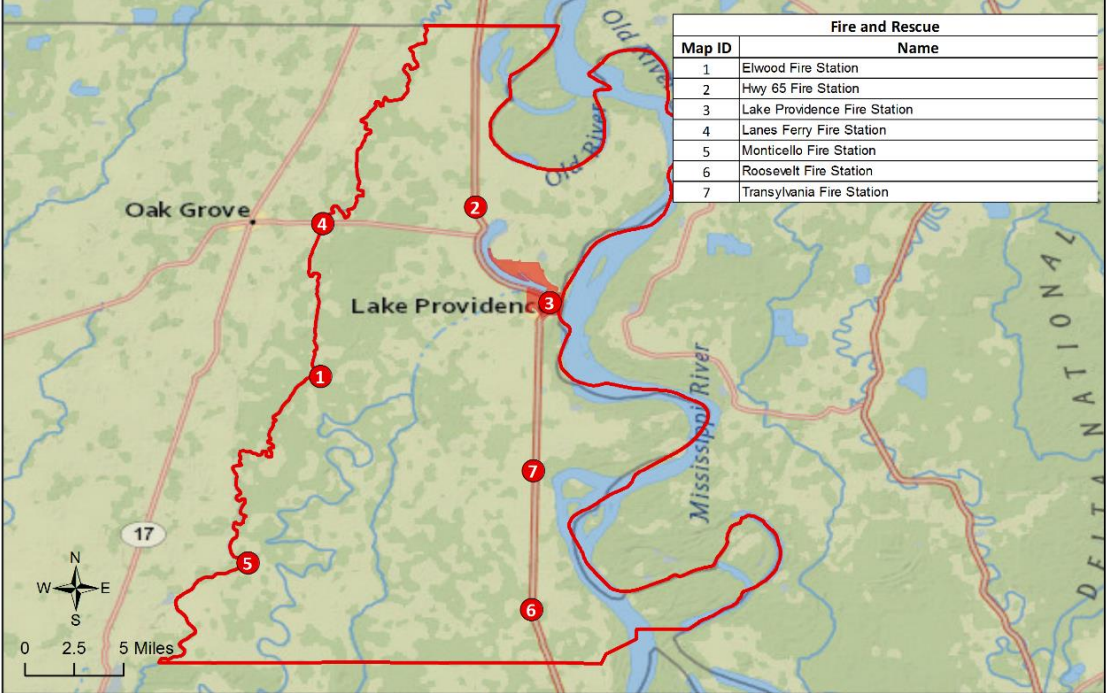 Fire and Rescue
Map ID Name
1 Elwood Fire Station
2 Hwy 65 Fire Station
3 Lake Providence Fire Station
4 Lanes Ferry Fire Station
5 Monticello Fire Station
6 Roosevelt Fire Station
7 Transylvania Fire Station
Old River
Old River
2
Oak Grove
4
Lake Providenc
3
1
Mississippi River
DELTA NATIONAL
7
17
5
6
N
W E
S
0 2.5 5 Miles